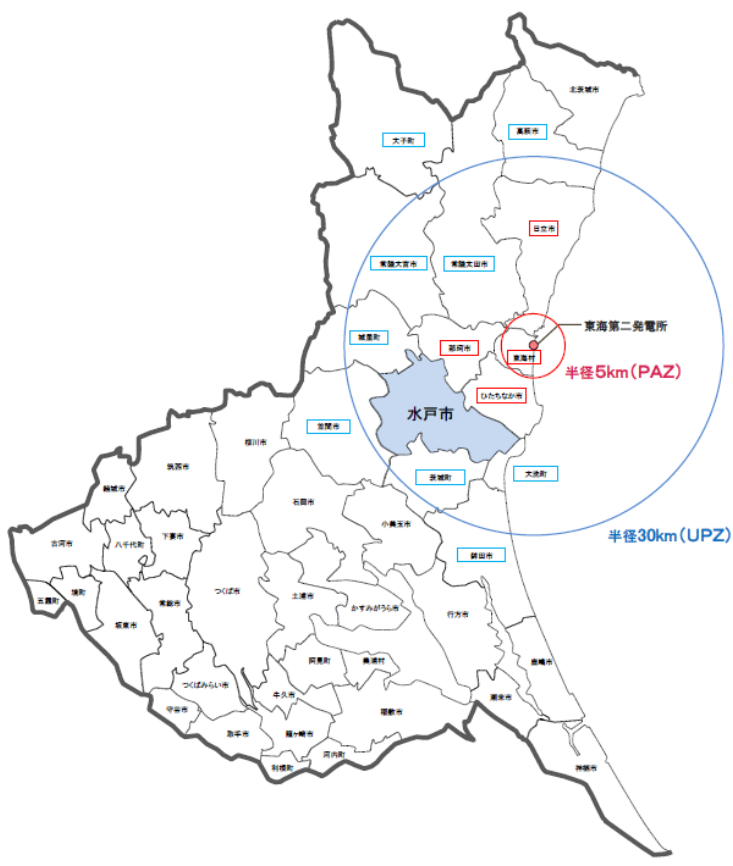 北茨城市
高萩市
大子町
日立市
常陸大宮市
常陸太田市
東海第二発電所
城里町
那珂市
東海村
半径5km(PAZ)
ひたちなか市
水戸市
笠間市
桜川市
筑西市
茨城町
大洗町
結城市
石岡市
小美玉市
半径30km(UPZ)
古河市
八千代町
下妻市
鉾田市
五霞町
境町
坂東市
常総市
つくば市
土浦市
かすみがうら市
行方市
阿見町
美浦村
鹿嶋市
つくばみらい市
牛久市
潮来市
守谷市
取手市
龍ケ崎市
稲敷市
利根町
河内町
神栖市